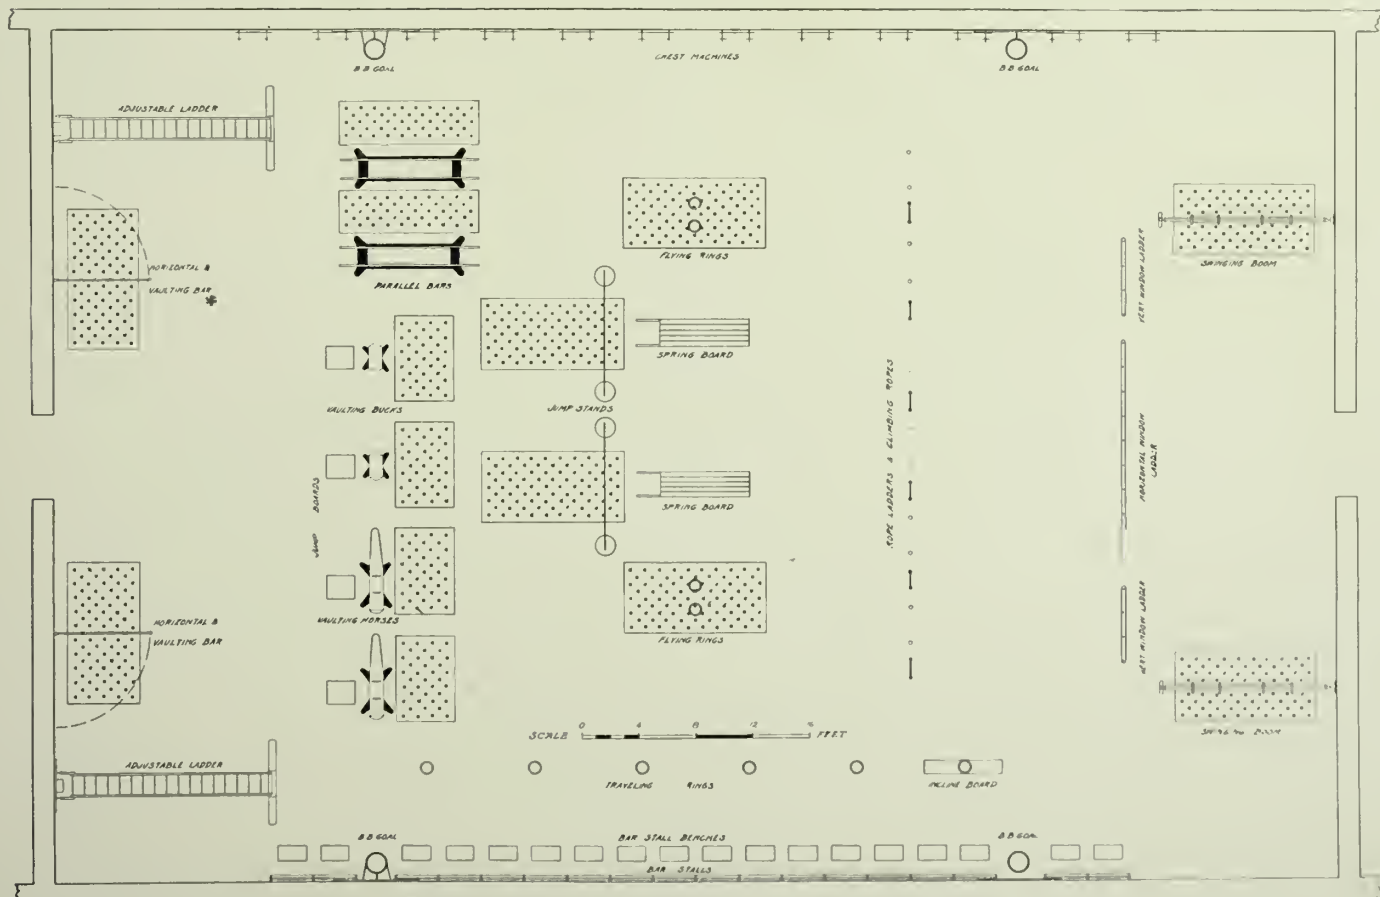 B.B GOAL
CHEST MACHINES
B.B GOAL
ADJUSTABLE LADDER
HORIZONTAL &
VAULTING BAR
PARALLEL BARS
FLYING RINGS
SWINGING BOOM
VERT WINDOW LADDER
SPRING BOARD
VAULTING BUCKS
JUMP STANDS
ROPE LADDERS & CLIMBING ROPES
HORIZONTAL WINDOW
LADDER
JUMP BOARDS
SPRING BOARD
VAULTING HORSES
FLYING RINGS
HORIZONTAL &
VAULTING BAR
VERT WINDOW LADDER
SWINGING BOOM
0 4 8 12 16
SCALE FEET
ADJUSTABLE LADDER
TRAVELING RINGS
INCLINE BOARD
B.B GOAL
BAR STALL BENCHES
B.B GOAL
BAR STALLS